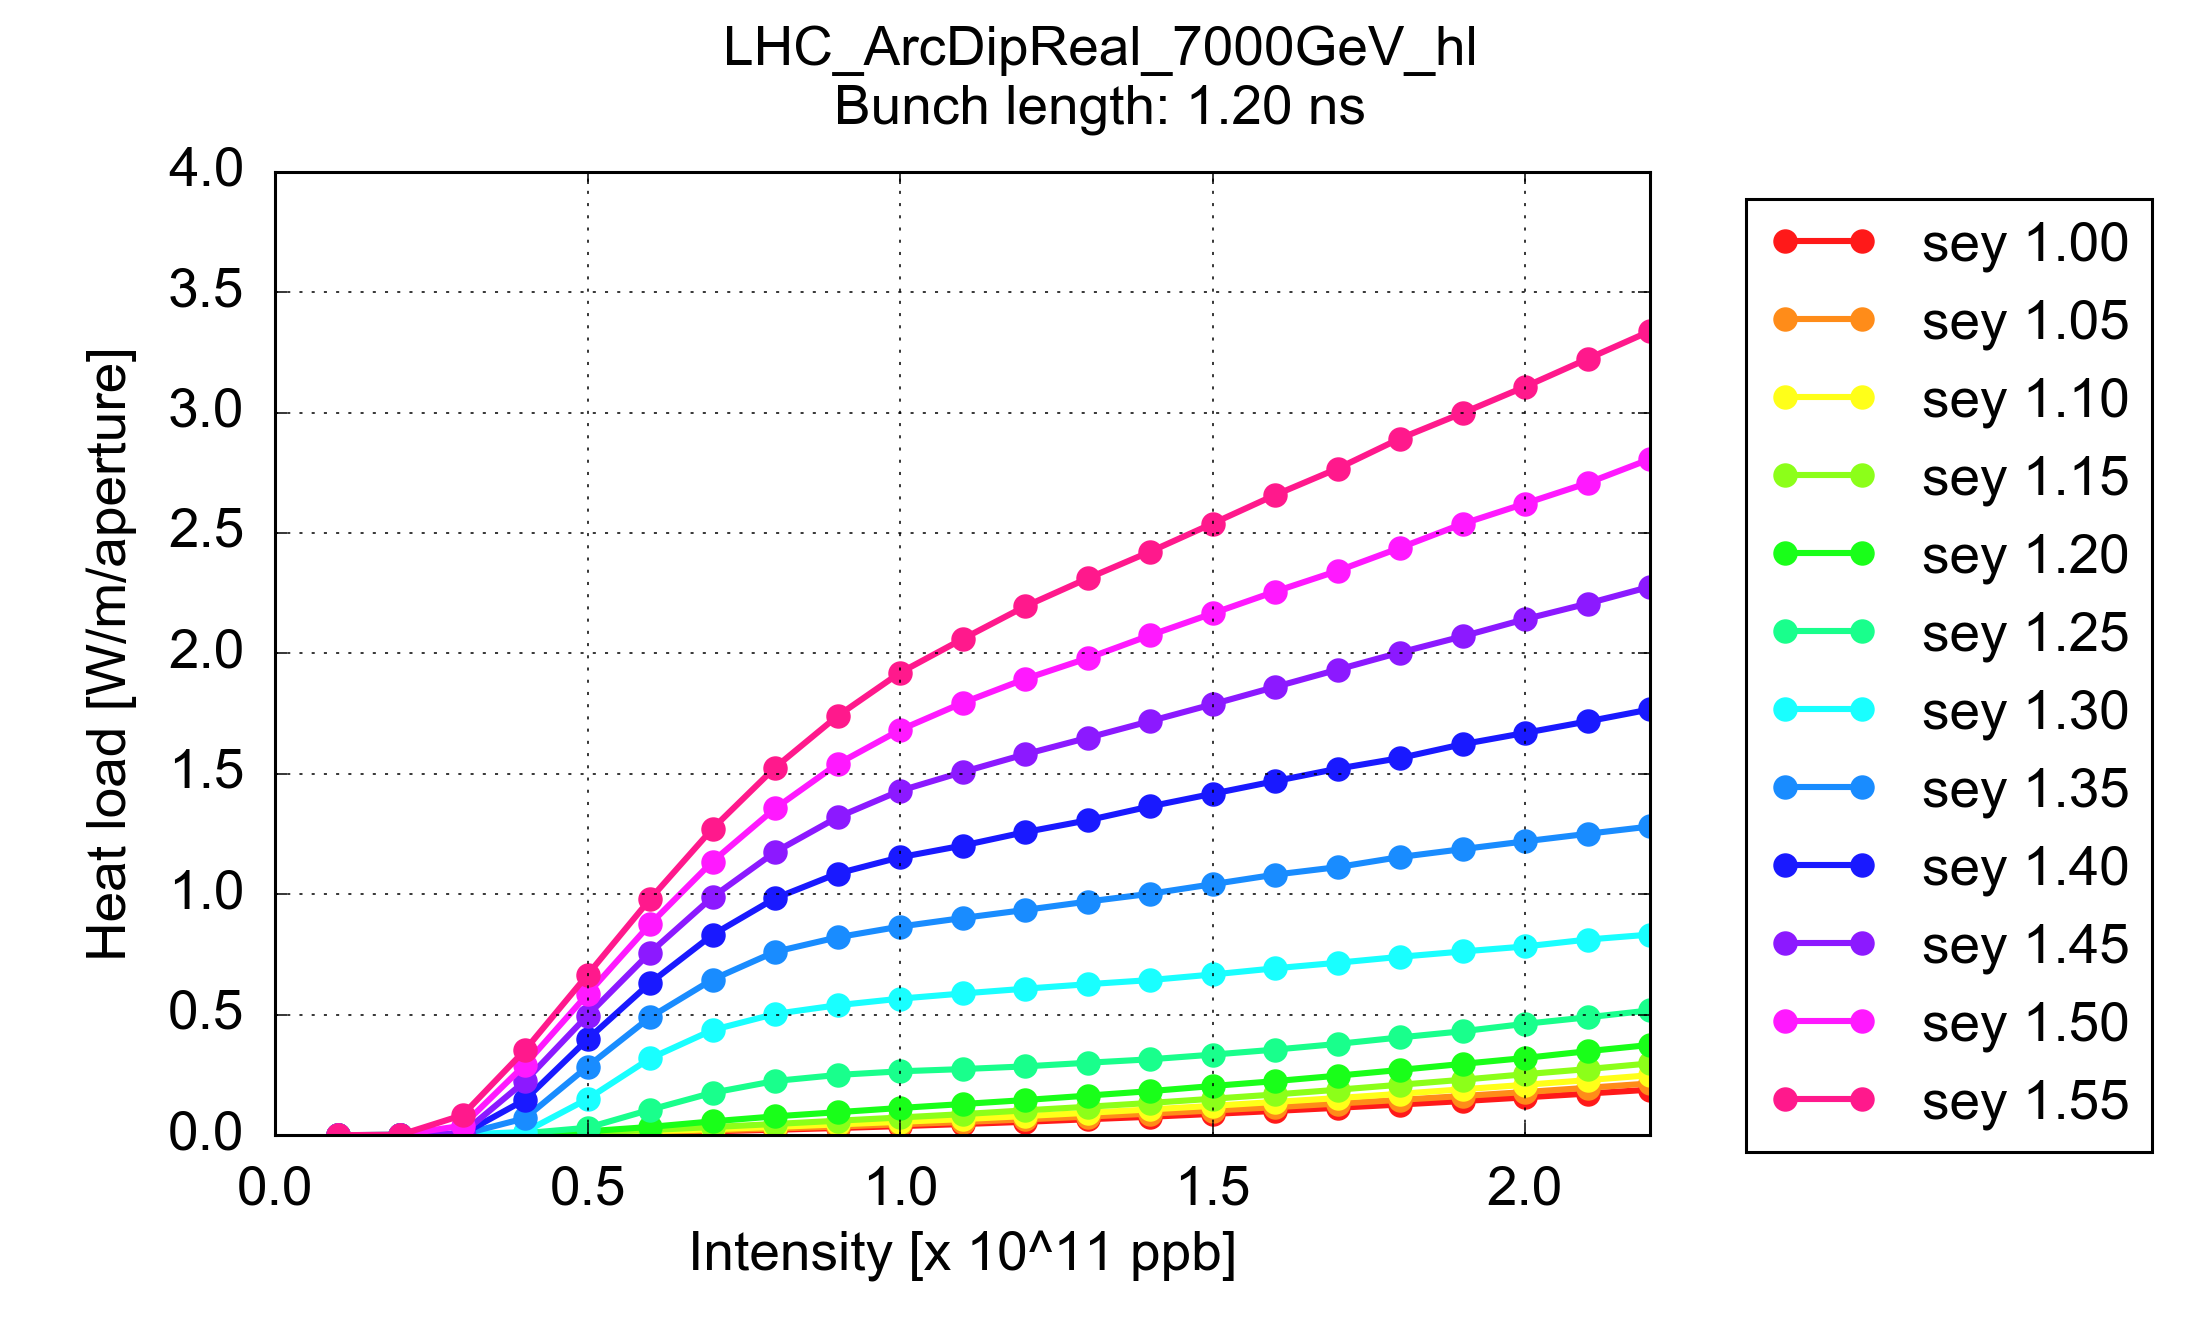 LHC_ArcDipReal_7000GeV_hl
Bunch length: 1.20 ns
4.0
3.5
3.0
2.5
2.0
1.5
1.0
0.5
0.0
Heat load [W/m/aperture]
0.0 0.5 1.0 1.5 2.0
Intensity [x 10^11 ppb]
sey 1.00
sey 1.05
sey 1.10
sey 1.15
sey 1.20
sey 1.25
sey 1.30
sey 1.35
sey 1.40
sey 1.45
sey 1.50
sey 1.55